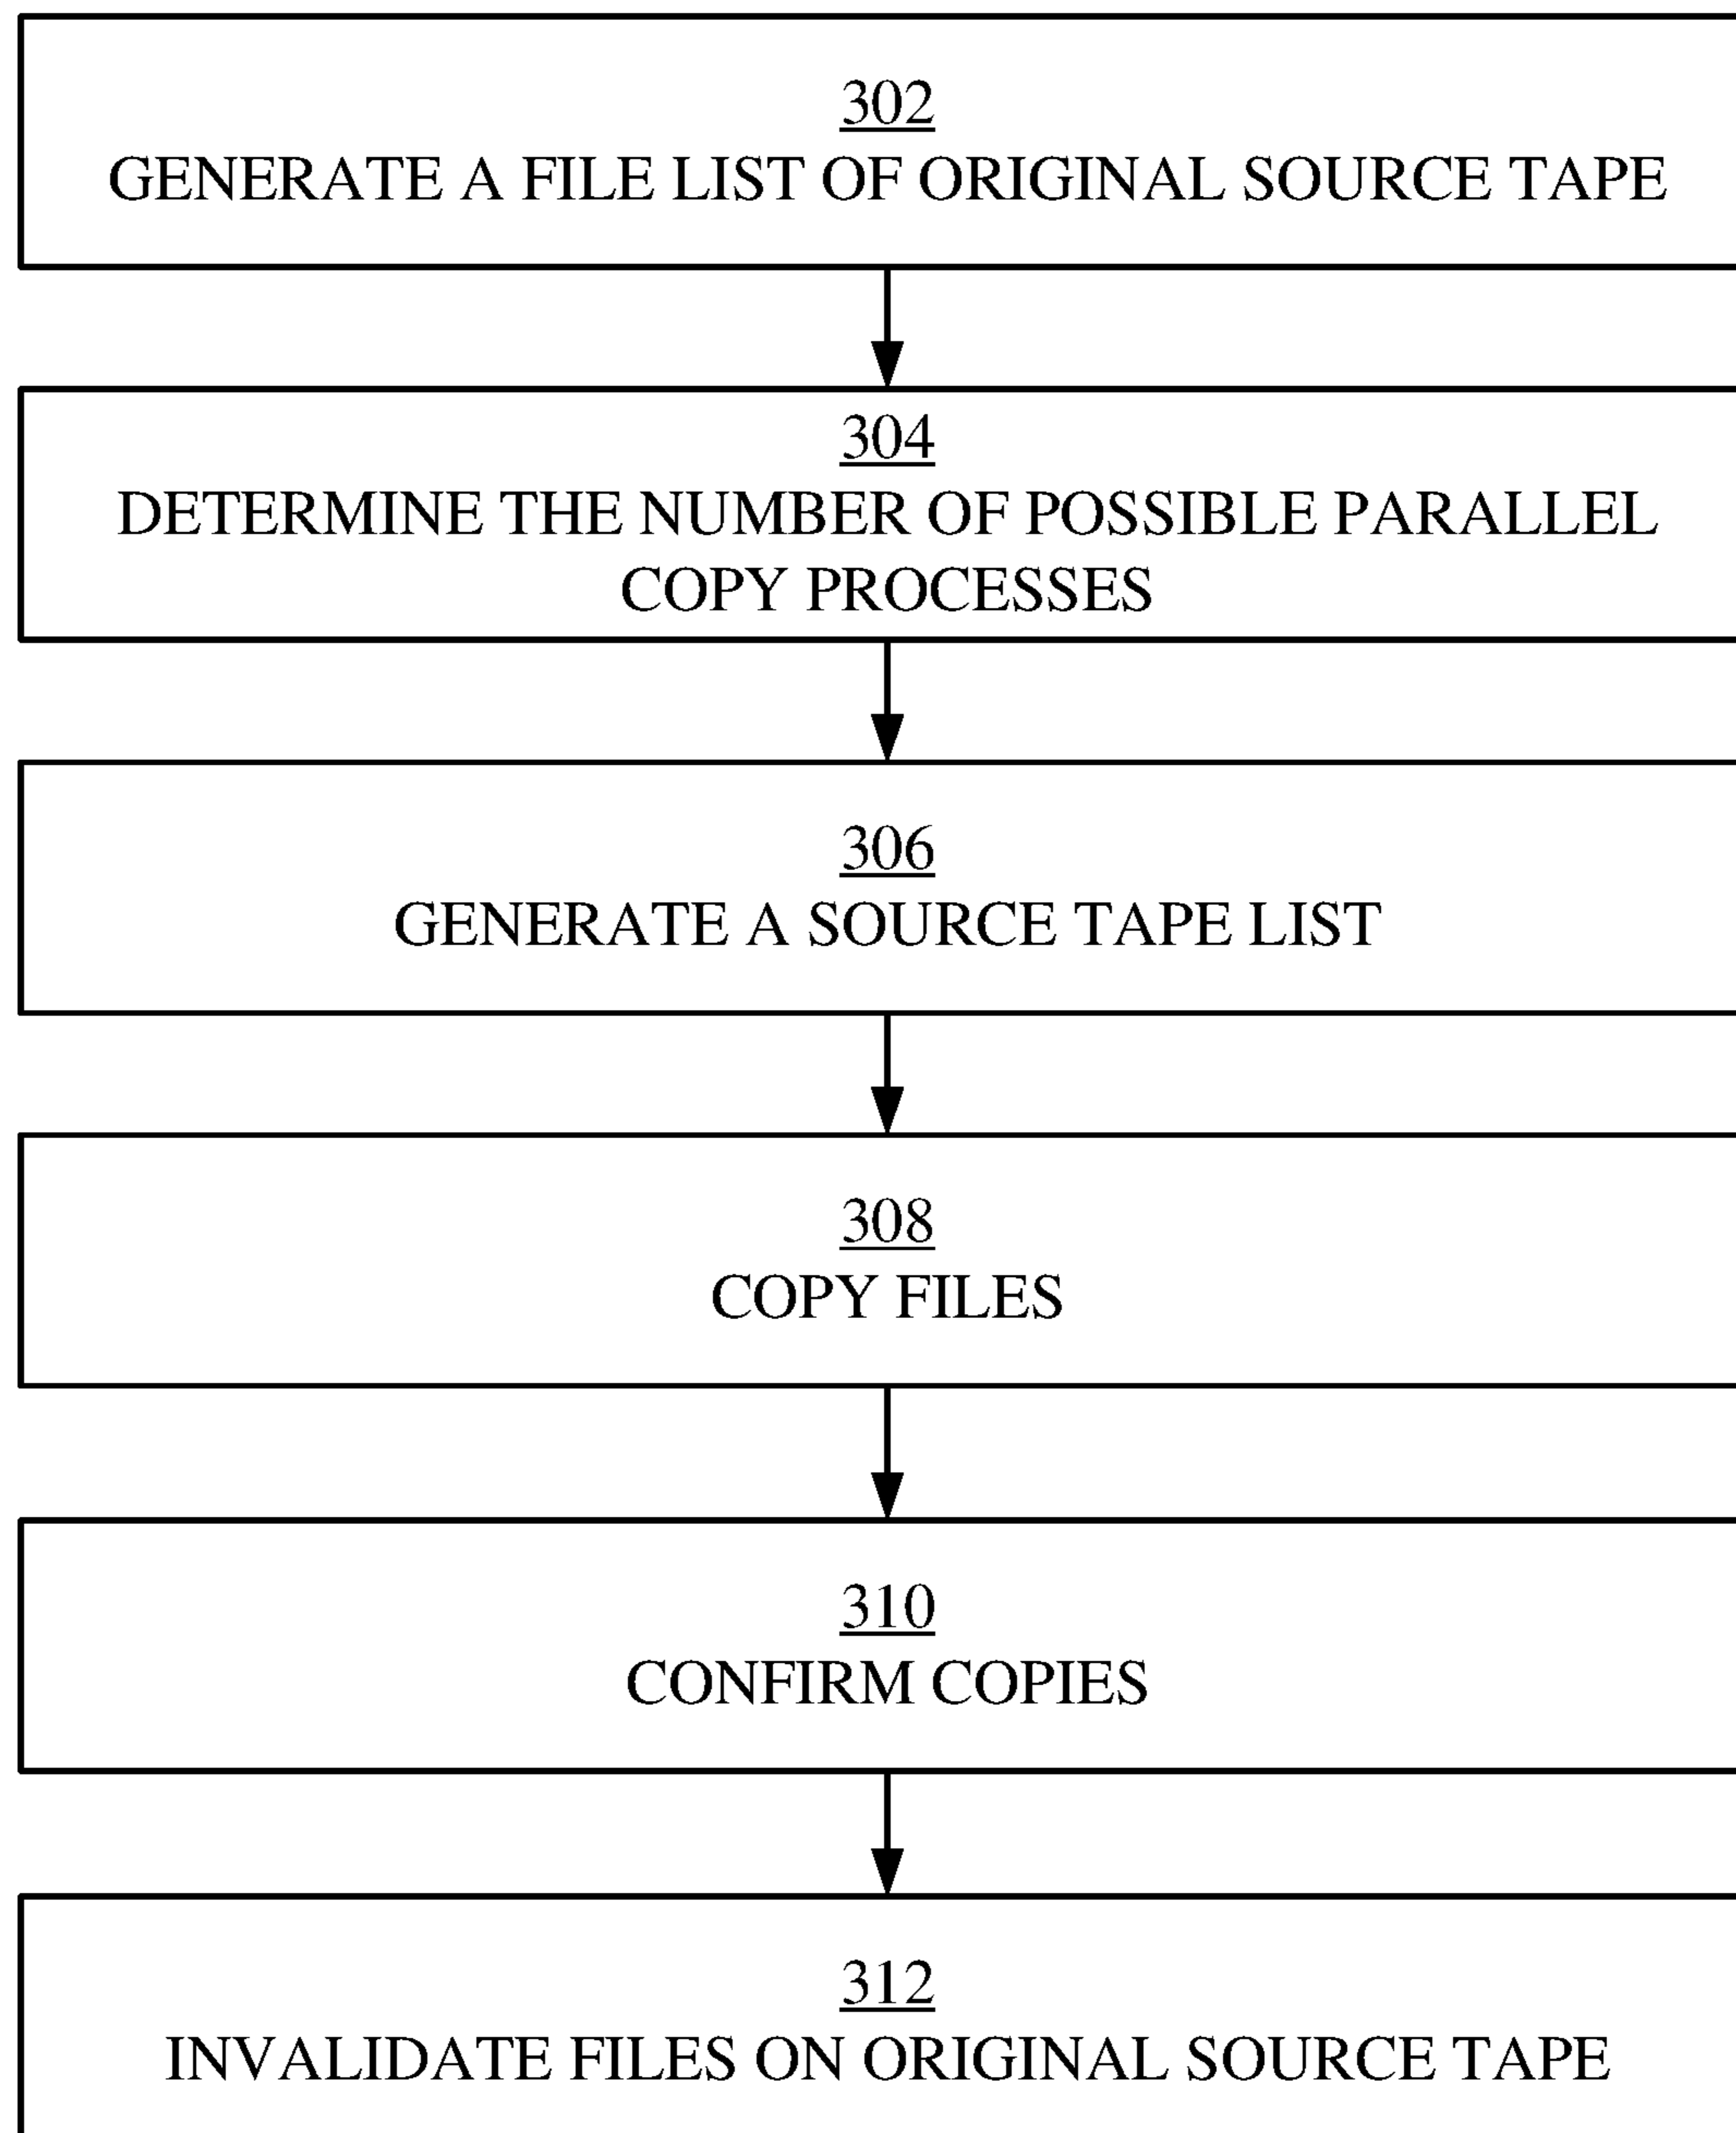 302
GENERATE A FILE LIST OF ORIGINAL SOURCE TAPE
304
DETERMINE THE NUMBER OF POSSIBLE PARALLEL
COPY PROCESSES
306
GENERATE A SOURCE TAPE LIST
308
COPY FILES
310
CONFIRM COPIES
312
INVALIDATE FILES ON ORIGINAL SOURCE TAPE